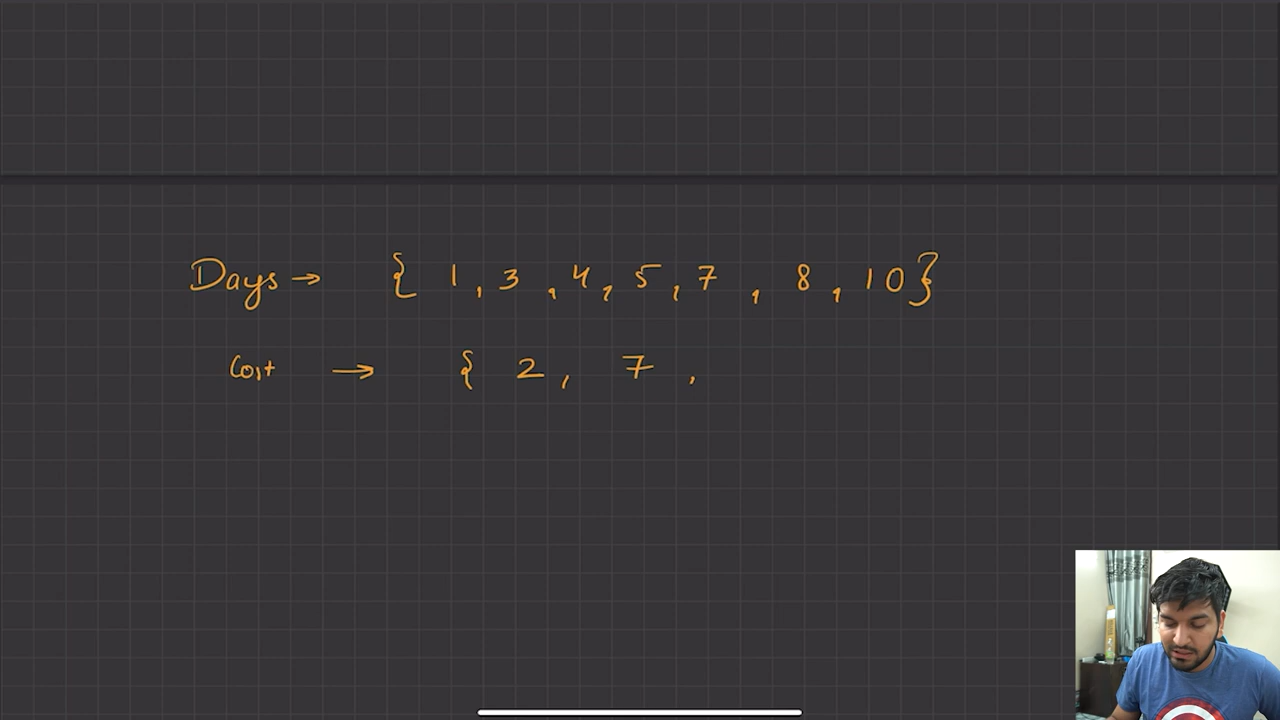 Days → { 1 , 3 , 4 , 5 , 7 , 8 , 10 }
Cost → { 2 , 7 ,